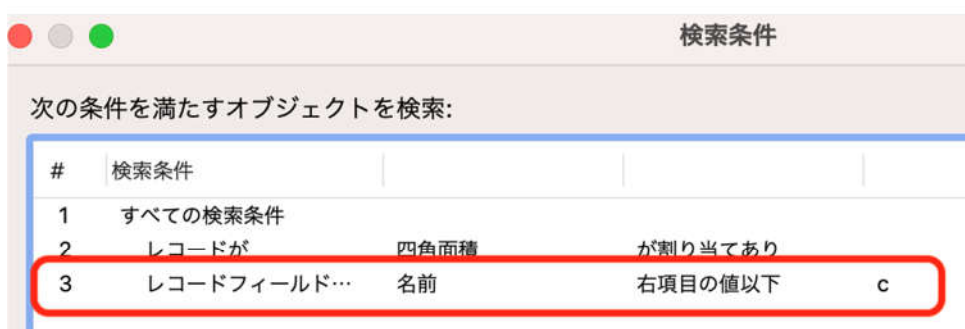 検索条件
次の条件を満たすオブジェクトを検索:
# 検索条件
1 すべての検索条件
2 レコードが 四角面積 が割り当てあり
3 レコードフィールド… 名前 右項目の値以下 c